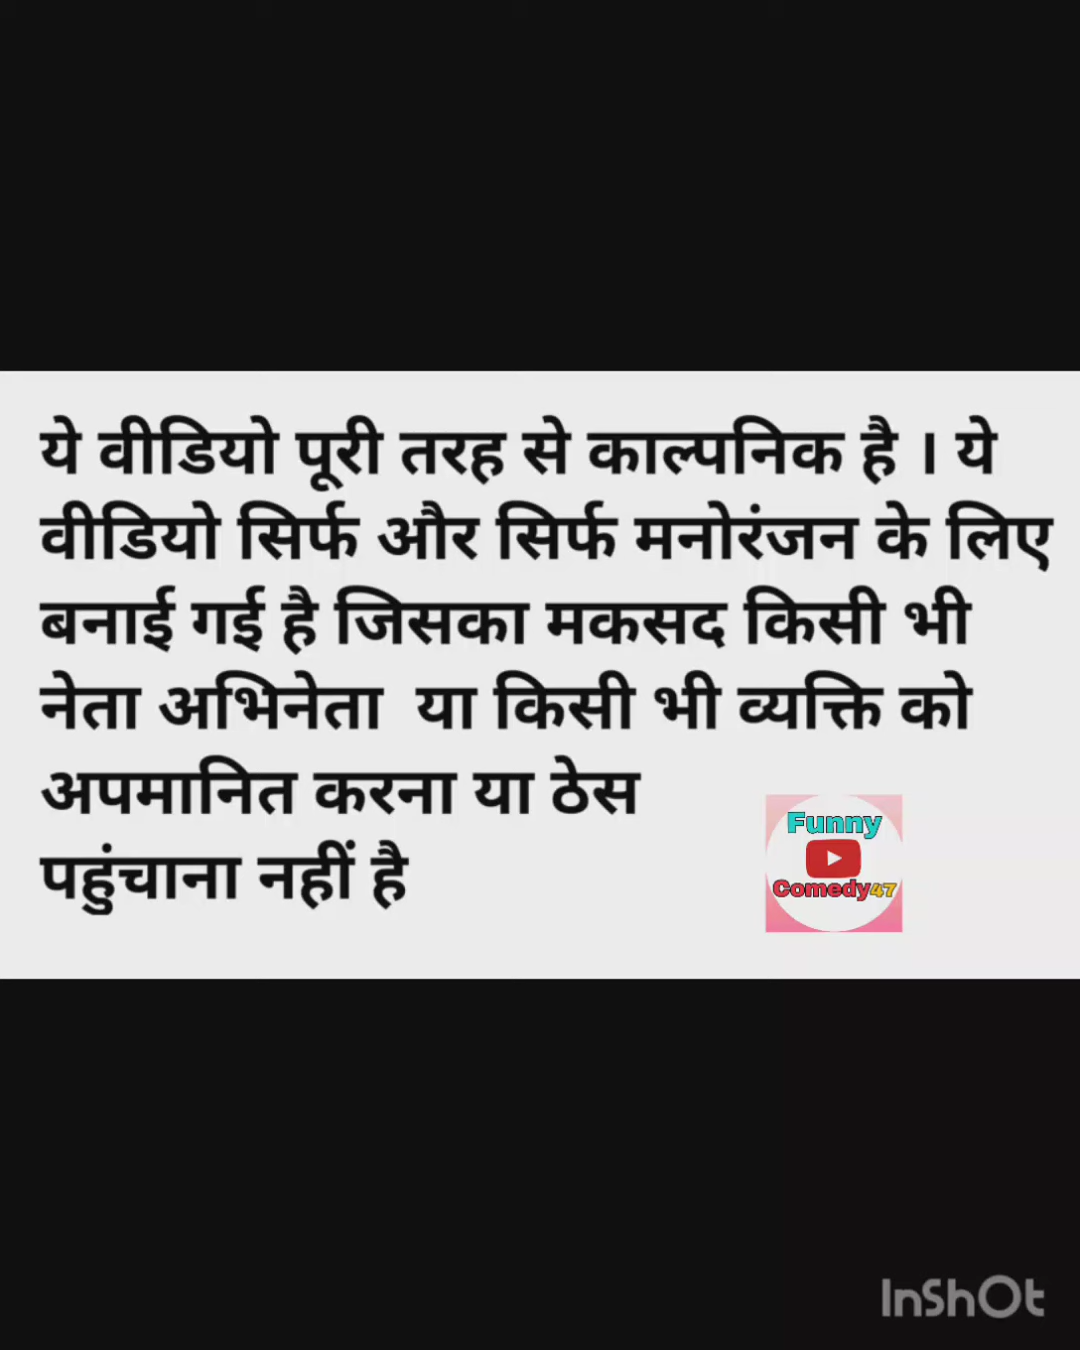 ये वीडियो पूरी तरह से काल्पनिक है । ये
वीडियो सिर्फ और सिर्फ मनोरंजन के लिए
बनाई गई है जिसका मकसद किसी भी
नेता अभिनेता या किसी भी व्यक्ति को
अपमानित करना या ठेस
पहुंचाना नहीं है
Funny
Comedy47
InShOt